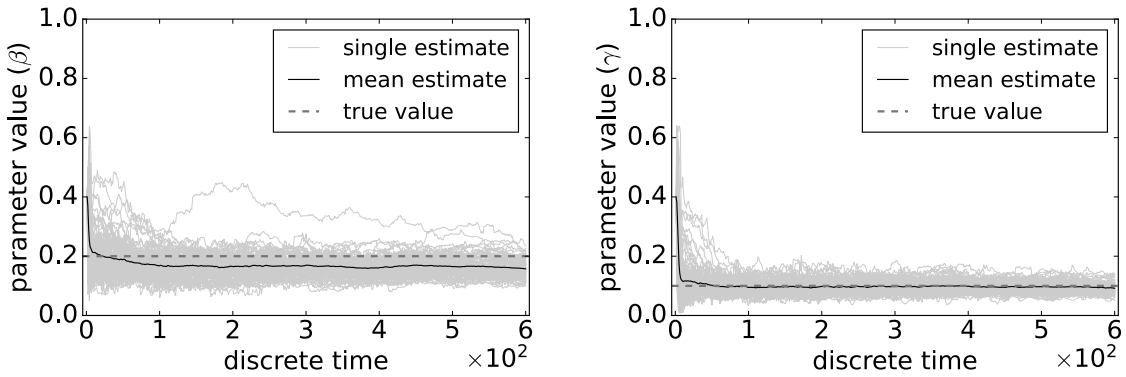 parameter value (β)
1.0
0.8
0.6
0.4
0.2
0.0
single estimate
mean estimate
true value
0 1 2 3 4 5 6
discrete time ×10²
parameter value (γ)
1.0
0.8
0.6
0.4
0.2
0.0
single estimate
mean estimate
true value
0 1 2 3 4 5 6
discrete time ×10²